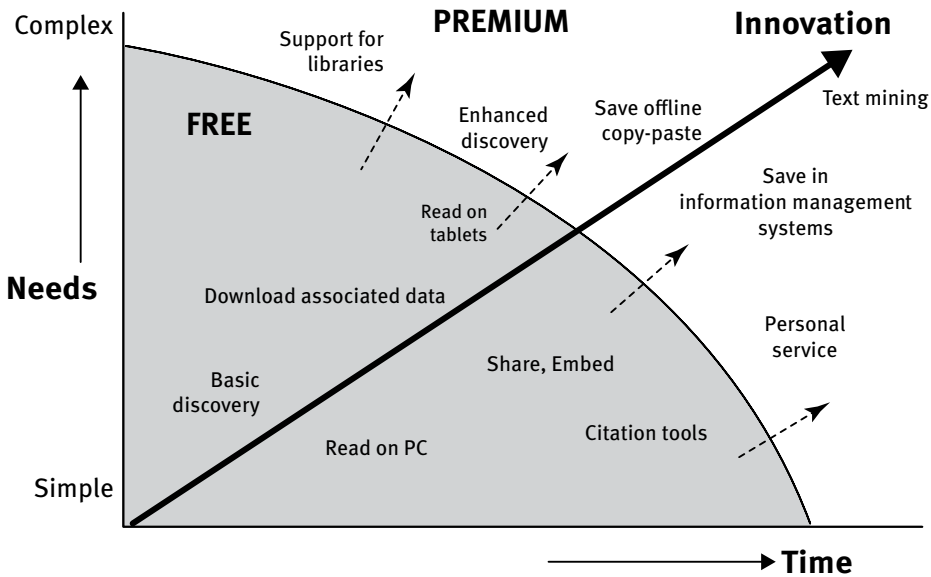 Complex
PREMIUM
Innovation
Support for
libraries
FREE
Enhanced
discovery
Save offline
copy-paste
Text mining
Save in
information management
systems
Read on
tablets
Needs
Download associated data
Personal
service
Share, Embed
Basic
discovery
Citation tools
Read on PC
Simple
Time